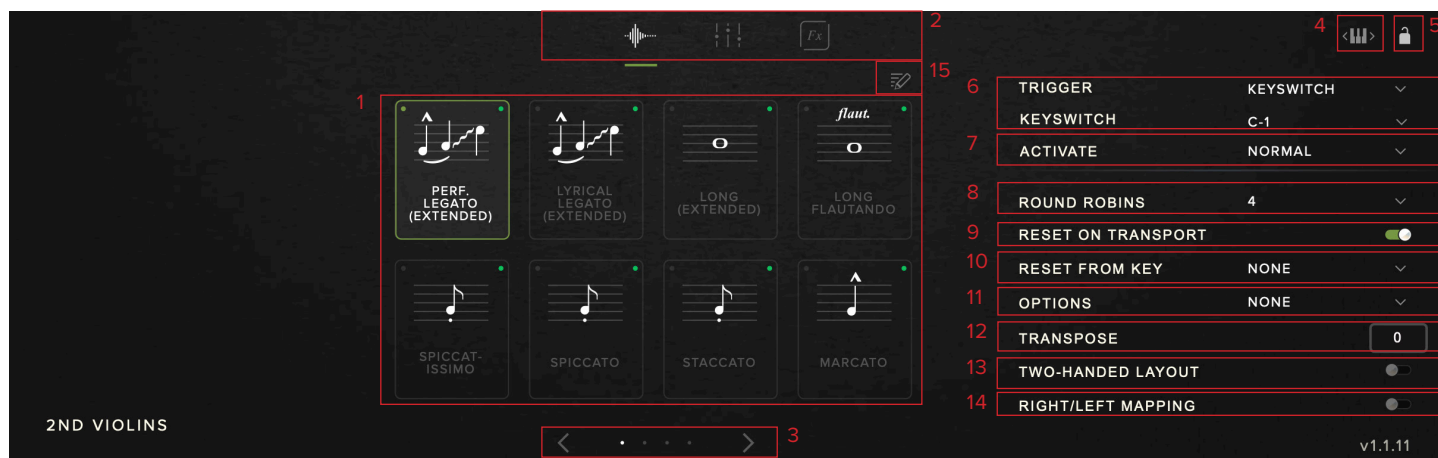 2
4
5
Fx
15
1
flaut.
PERF.
LEGATO
(EXTENDED)
LYRICAL
LEGATO
(EXTENDED)
LONG
(EXTENDED)
LONG
FLAUTANDO
SPICCAT-
ISSIMO
SPICCATO
STACCATO
MARCATO
6
TRIGGER KEYSWITCH
KEYSWITCH C-1
7
ACTIVATE NORMAL
8
ROUND ROBINS 4
9
RESET ON TRANSPORT
10
RESET FROM KEY NONE
11
OPTIONS NONE
12
TRANSPOSE 0
13
TWO-HANDED LAYOUT
14
RIGHT/LEFT MAPPING
2ND VIOLINS
3
v1.1.11